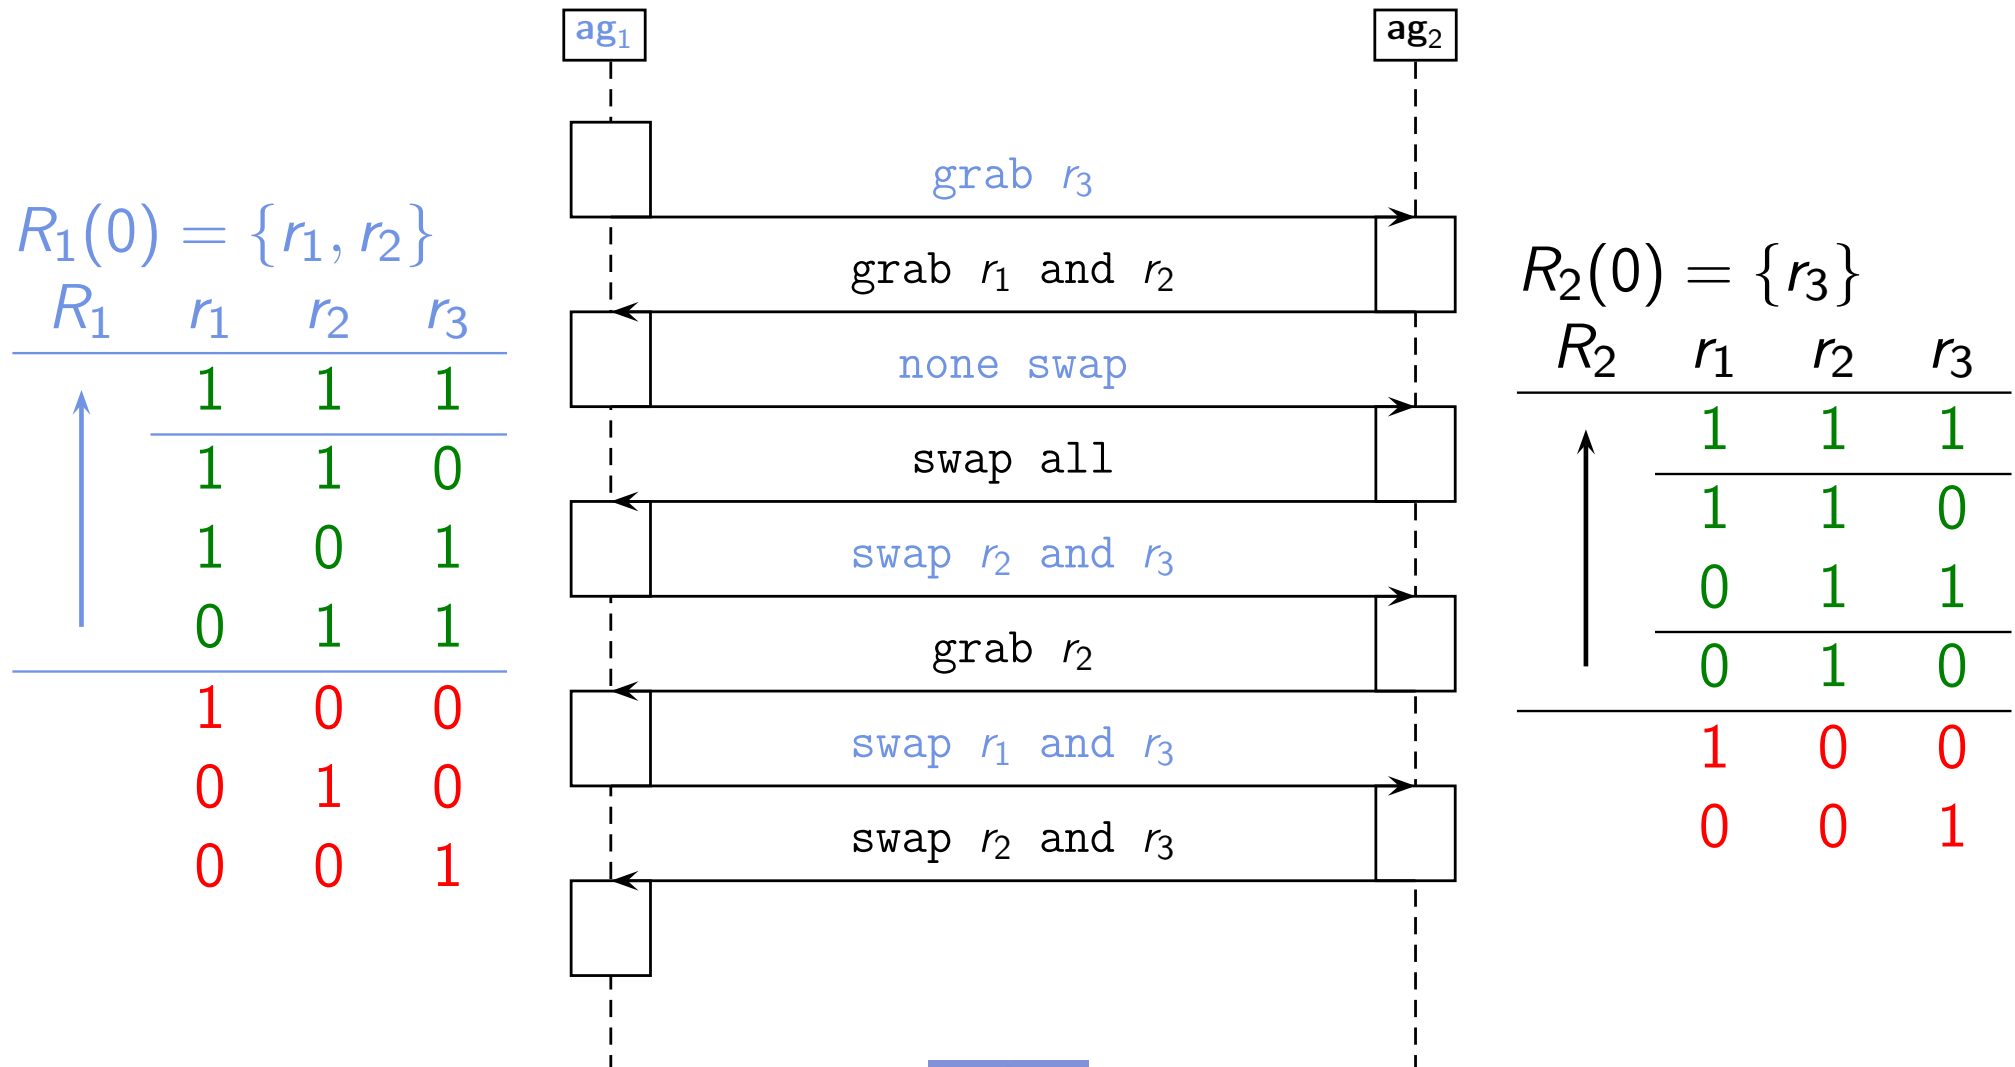 ag₁ ag₂
grab r₃
grab r₁ and r₂
none swap
swap all
swap r₂ and r₃
grab r₂
swap r₁ and r₃
swap r₂ and r₃
R₁(0) = {r₁, r₂}
R₁ r₁ r₂ r₃
1 1 1
1 1 0
1 0 1
0 1 1
1 0 0
0 1 0
0 0 1
R₂(0) = {r₃}
R₂ r₁ r₂ r₃
1 1 1
1 1 0
0 1 1
0 1 0
1 0 0
0 0 1